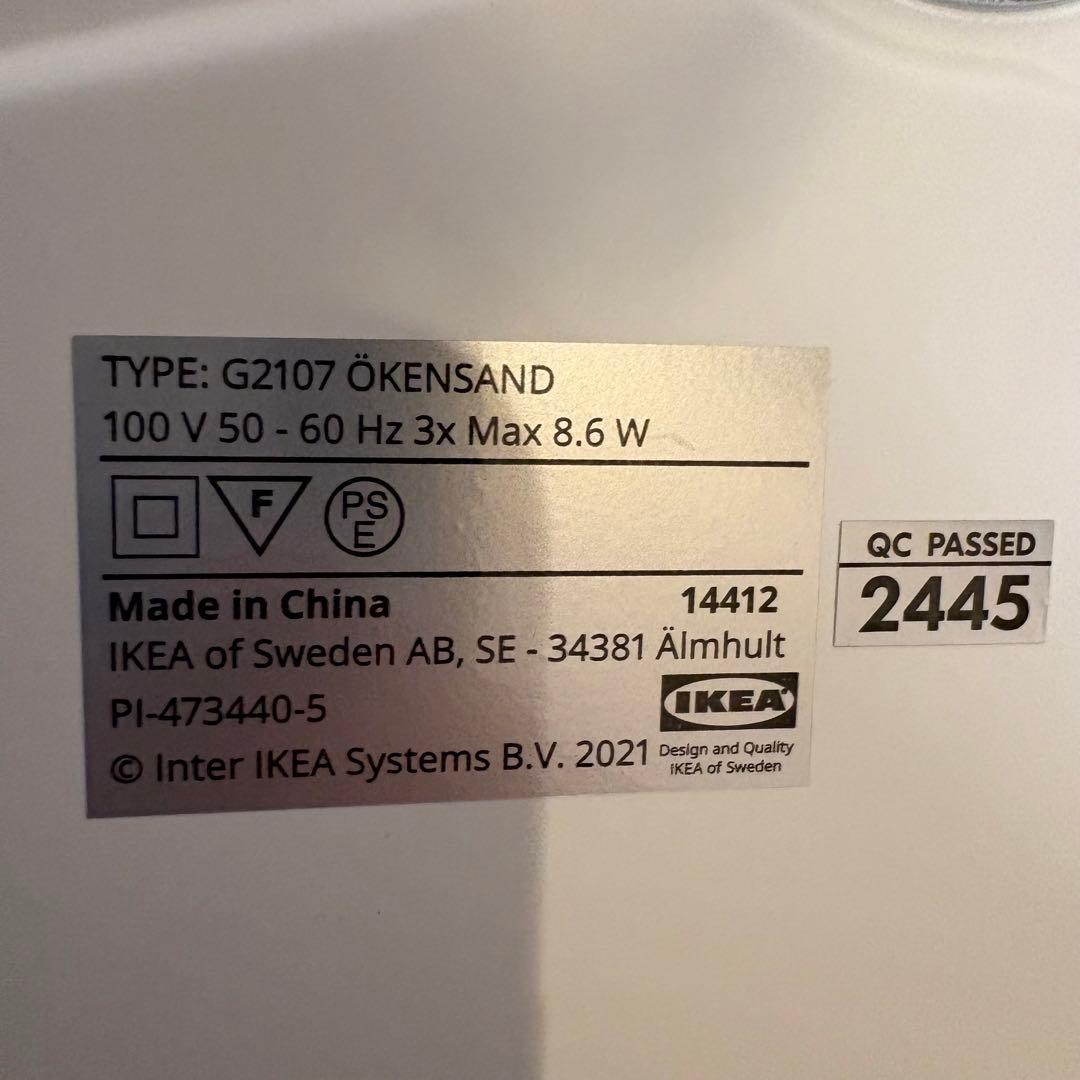 TYPE: G2107 ÖKENSAND
100 V 50 - 60 Hz 3x Max 8.6 W
F
PS
E
Made in China 14412
IKEA of Sweden AB, SE - 34381 Älmhult
PI-473440-5
© Inter IKEA Systems B.V. 2021
IKEA
Design and Quality
IKEA of Sweden
QC PASSED
2445